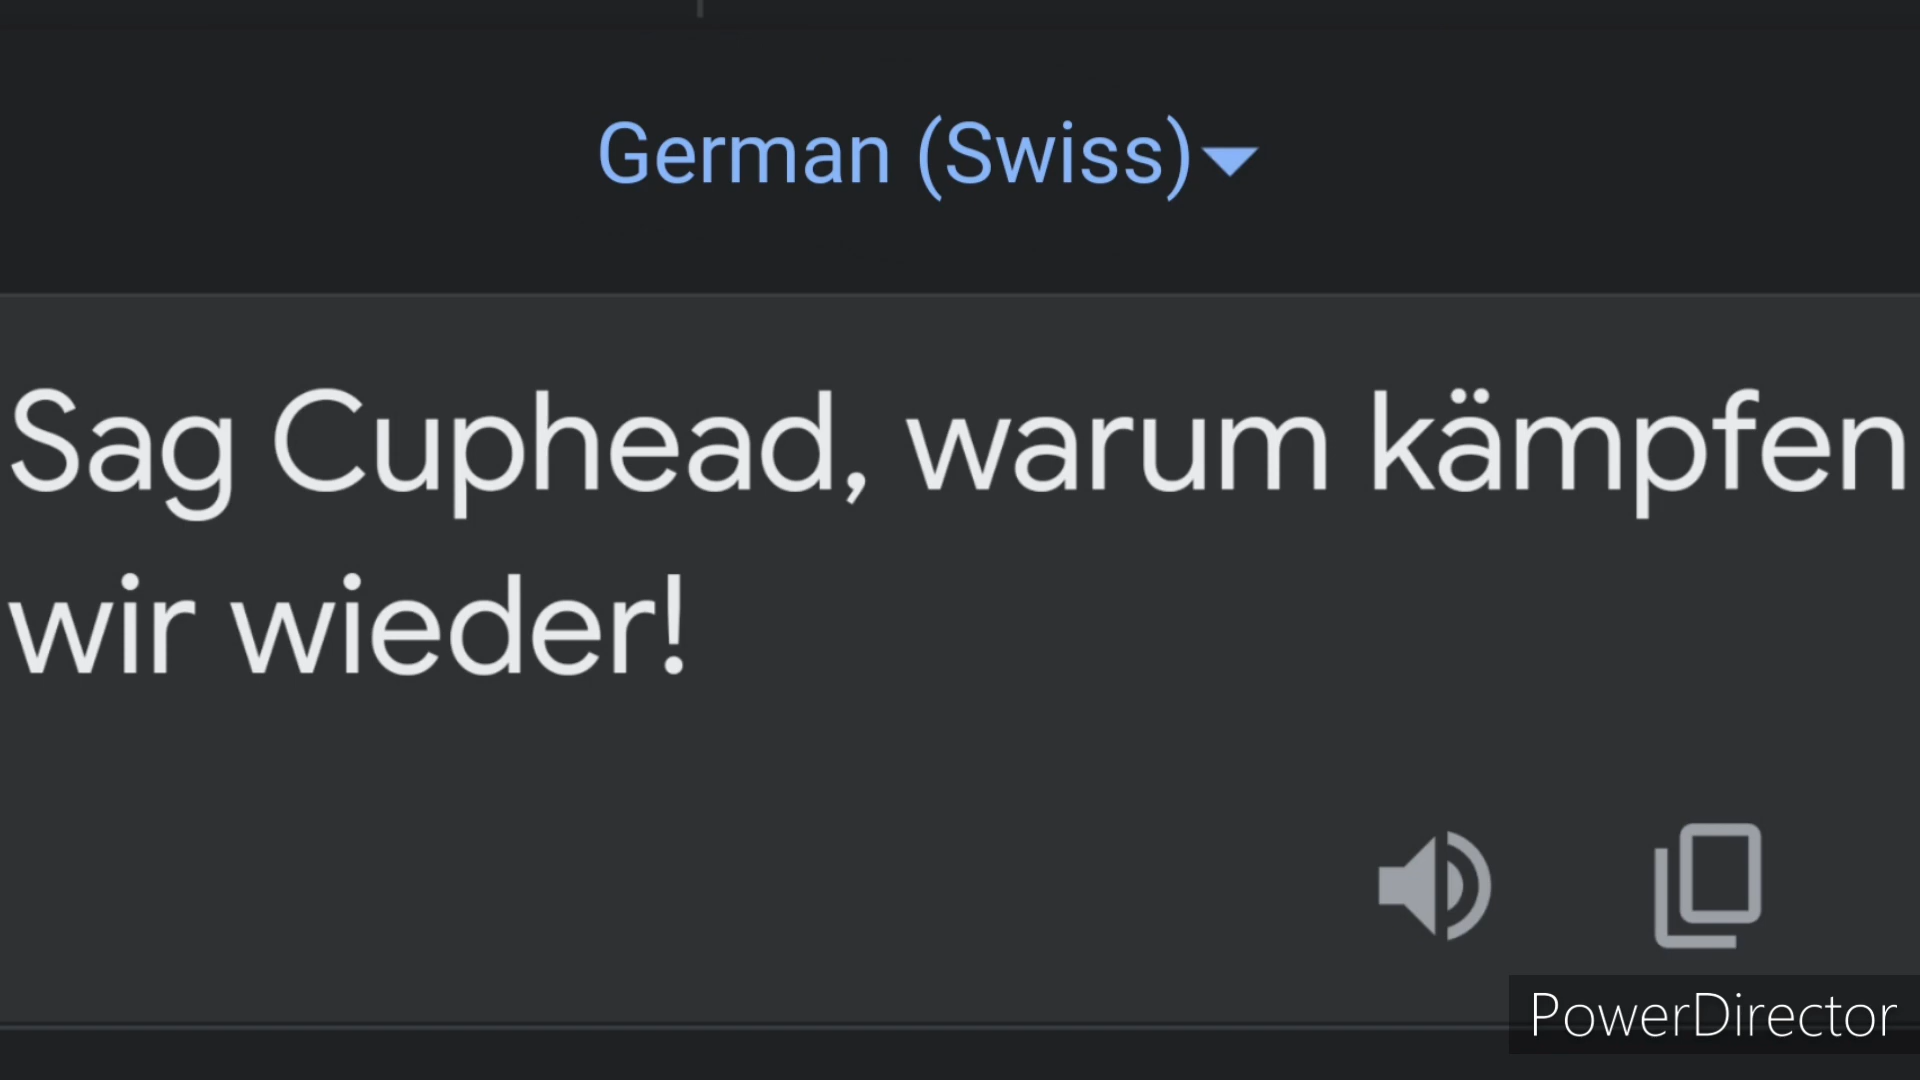 German (Swiss)
Sag Cuphead, warum kämpfen
wir wieder!
PowerDirector